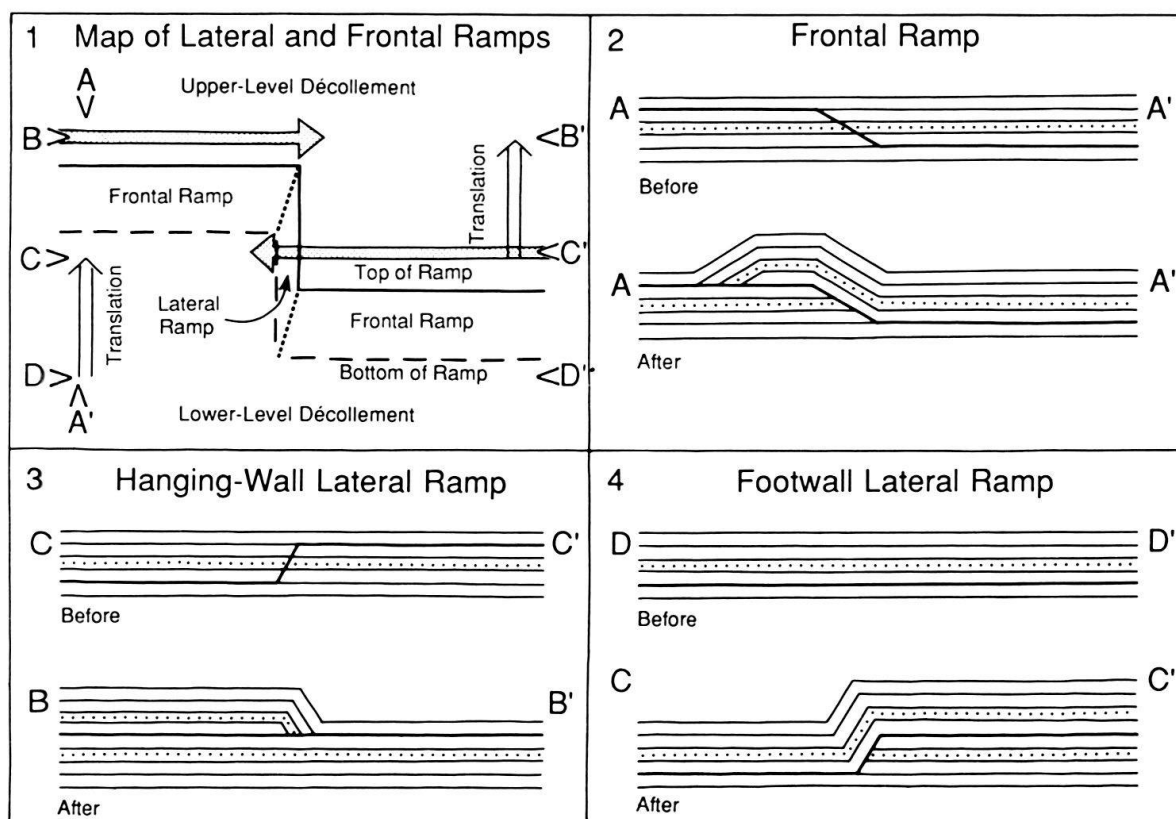 1 Map of Lateral and Frontal Ramps
A
Upper-Level Décollement
B
B'
Frontal Ramp
Translation
C
C'
Top of Ramp
Lateral
Ramp
Translation
Frontal Ramp
D
Bottom of Ramp
D'
A'
Lower-Level Décollement
2 Frontal Ramp
A
A'
Before
A
A'
After
3 Hanging-Wall Lateral Ramp
C
C'
Before
B
B'
After
4 Footwall Lateral Ramp
D
D'
Before
C
C'
After